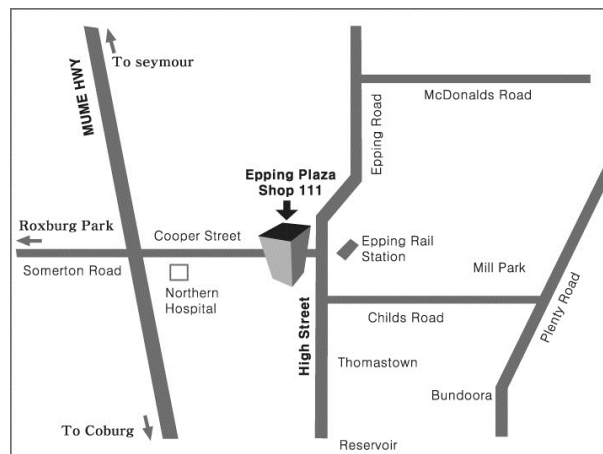 To seymour
MUME HWY
McDonalds Road
Epping Road
Epping Plaza
Shop 111
Roxburg Park
Cooper Street
Somerton Road
Epping Rail
Station
Northern
Hospital
Mill Park
Plenty Road
High Street
Childs Road
Thomastown
Bundoora
To Coburg
Reservoir